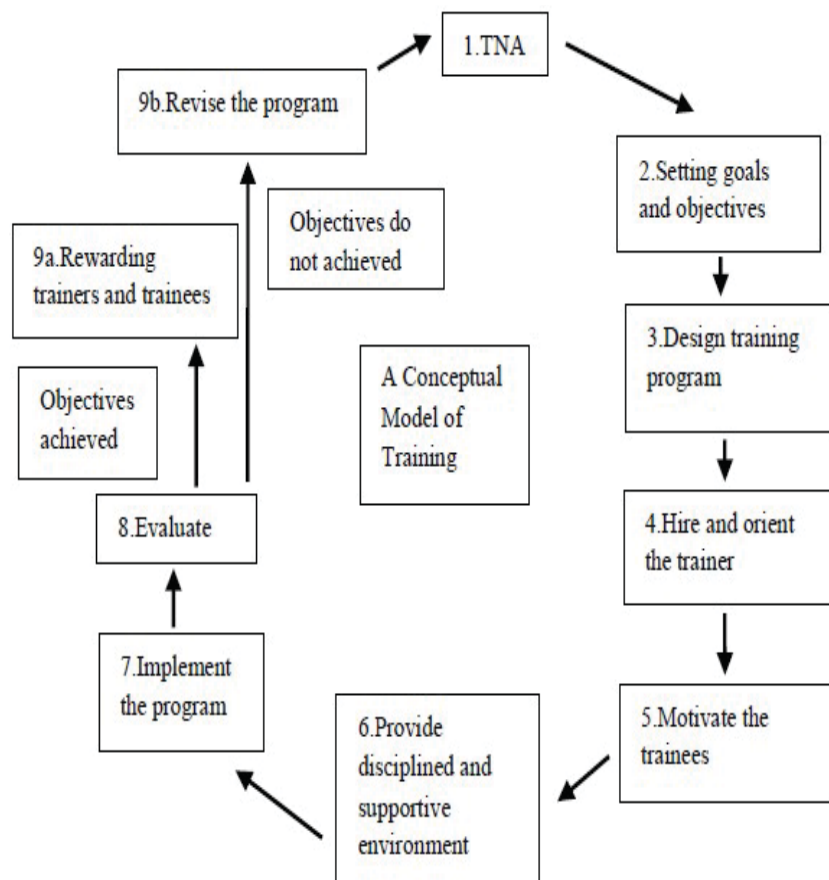 1.TNA
2.Setting goals
and objectives
3.Design training
program
4.Hire and orient
the trainer
5.Motivate the
trainees
6.Provide
disciplined and
supportive
environment
7.Implement
the program
8.Evaluate
Objectives
achieved
9a.Rewarding
trainers and trainees
Objectives do
not achieved
9b.Revise the program
A Conceptual
Model of
Training